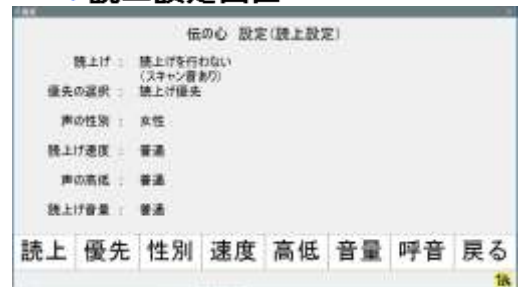 読上設定画面
伝の心 設定(読上設定)
読上げ : 読上げを行わない
(スキャン音あり)
優先の選択 : 読上げ優先
声の性別 : 女性
読上げ速度 : 普通
声の高低 : 普通
読上げ音量 : 普通
読上 優先 性別 速度 高低 音量 呼音 戻る